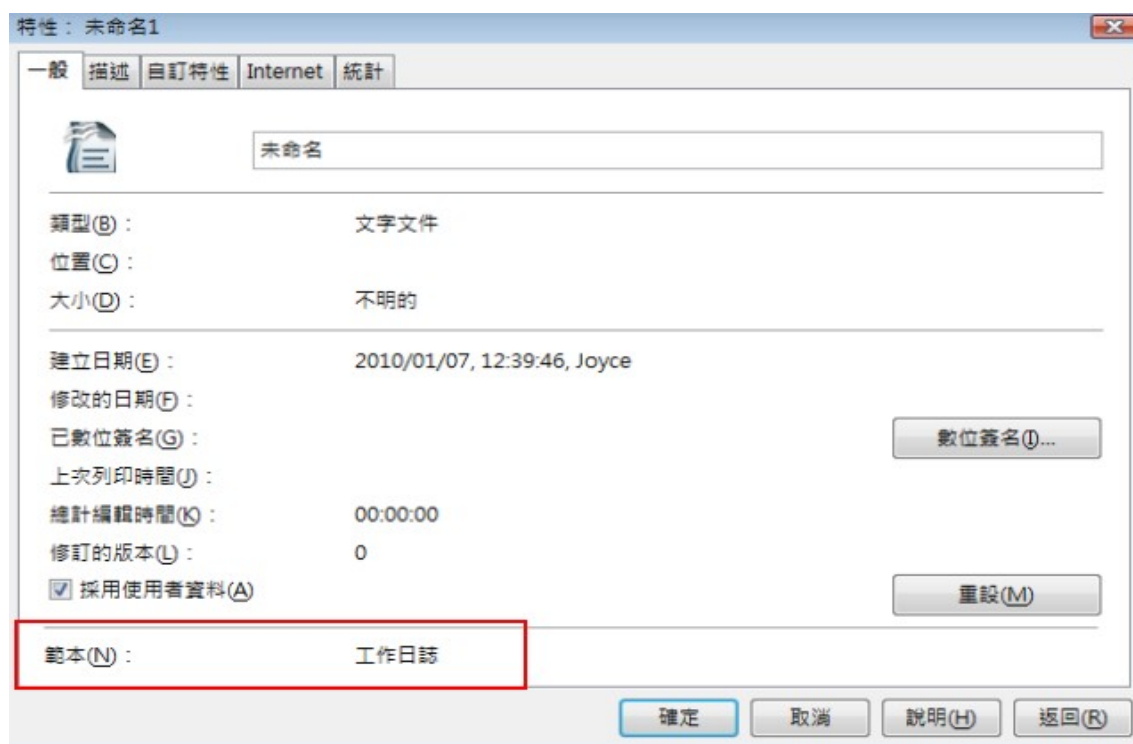 特性： 未命名1
一般 描述 自訂特性 Internet 統計
未命名
類型(B)： 文字文件
位置(C)：
大小(D)： 不明的
建立日期(E)： 2010/01/07, 12:39:46, Joyce
修改的日期(F)：
已數位簽名(G)： 數位簽名(I)...
上次列印時間(J)：
總計編輯時間(K)： 00:00:00
修訂的版本(L)： 0
採用使用者資料(A) 重設(M)
範本(N)： 工作日誌
確定 取消 說明(H) 返回(R)